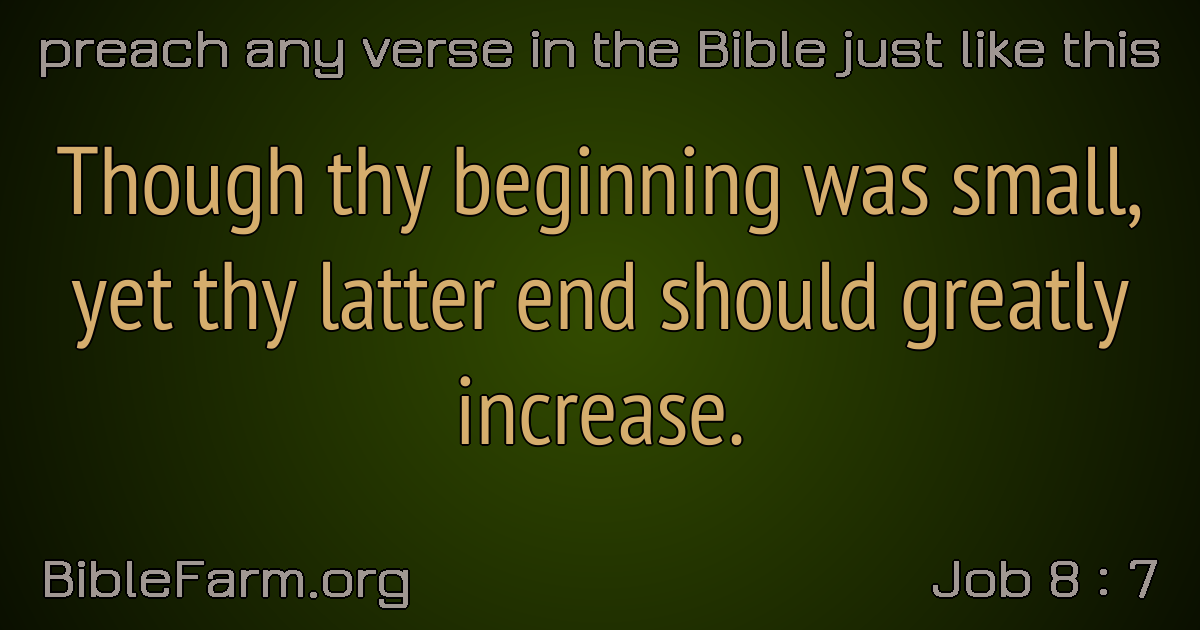 preach any verse in the Bible just like this
Though thy beginning was small,
yet thy latter end should greatly
increase.
BibleFarm.org
Job 8 : 7